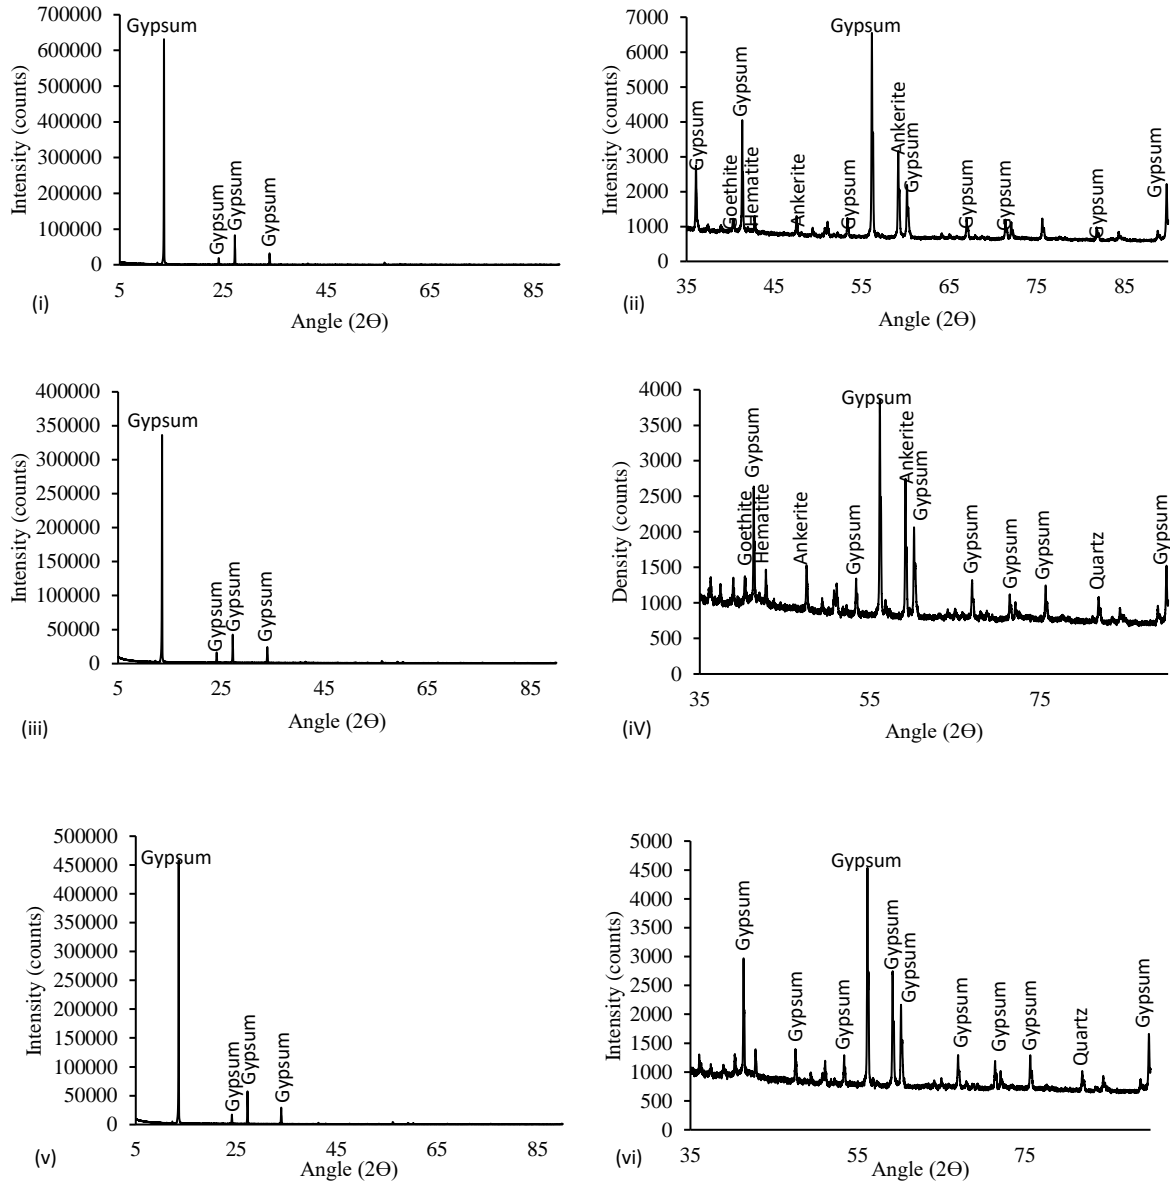 Gypsum
700000
600000
500000
400000
300000
200000
100000
0
Intensity (counts)
Gypsum
Gypsum
Gypsum
5
25
45
65
85
Angle (2Ɵ)
(i)
7000
6000
5000
4000
3000
2000
1000
0
Intensity (counts)
Gypsum
Goethite
Gypsum
Hematite
Ankerite
Gypsum
Gypsum
Ankerite
Gypsum
Gypsum
Gypsum
Gypsum
Gypsum
35
45
55
65
75
85
Angle (2Ɵ)
(ii)
400000
350000
300000
250000
200000
150000
100000
50000
0
Intensity (counts)
Gypsum
Gypsum
Gypsum
Gypsum
5
25
45
65
85
Angle (2Ɵ)
(iii)
4000
3500
3000
2500
2000
1500
1000
500
0
Density (counts)
Goethite
Gypsum
Hematite
Ankerite
Gypsum
Gypsum
Ankerite
Gypsum
Gypsum
Gypsum
Gypsum
Quartz
Gypsum
35
55
75
Angle (2Ɵ)
(iV)
500000
450000
400000
350000
300000
250000
200000
150000
100000
50000
0
Intensity (counts)
Gypsum
Gypsum
Gypsum
Gypsum
5
25
45
65
85
Angle (2Ɵ)
(v)
5000
4500
4000
3500
3000
2500
2000
1500
1000
500
0
Intensity (counts)
Gypsum
Gypsum
Gypsum
Gypsum
Gypsum
Gypsum
Gypsum
Gypsum
Gypsum
Quartz
Gypsum
35
55
75
Angle (2Ɵ)
(vi)